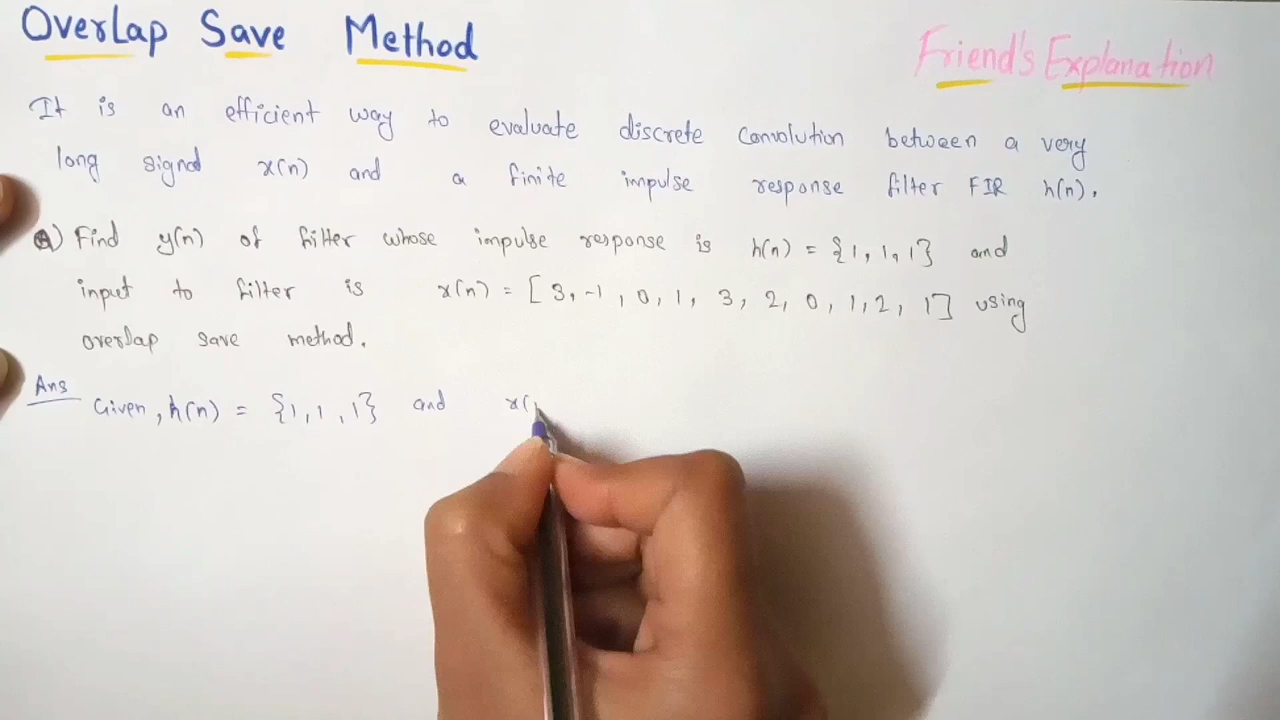 Overlap Save Method
Friend's Explanation
It is an efficient way to evaluate discrete convolution between a very
long signal x(n) and a finite impulse response filter FIR h(n).
Q) Find y(n) of filter whose impulse response is h(n) = {1, 1, 1} and
input to filter is x(n) = [3, -1, 0, 1, 3, 2, 0, 1, 2, 1] using
overlap save method.
Ans
Given, h(n) = {1, 1, 1} and x(